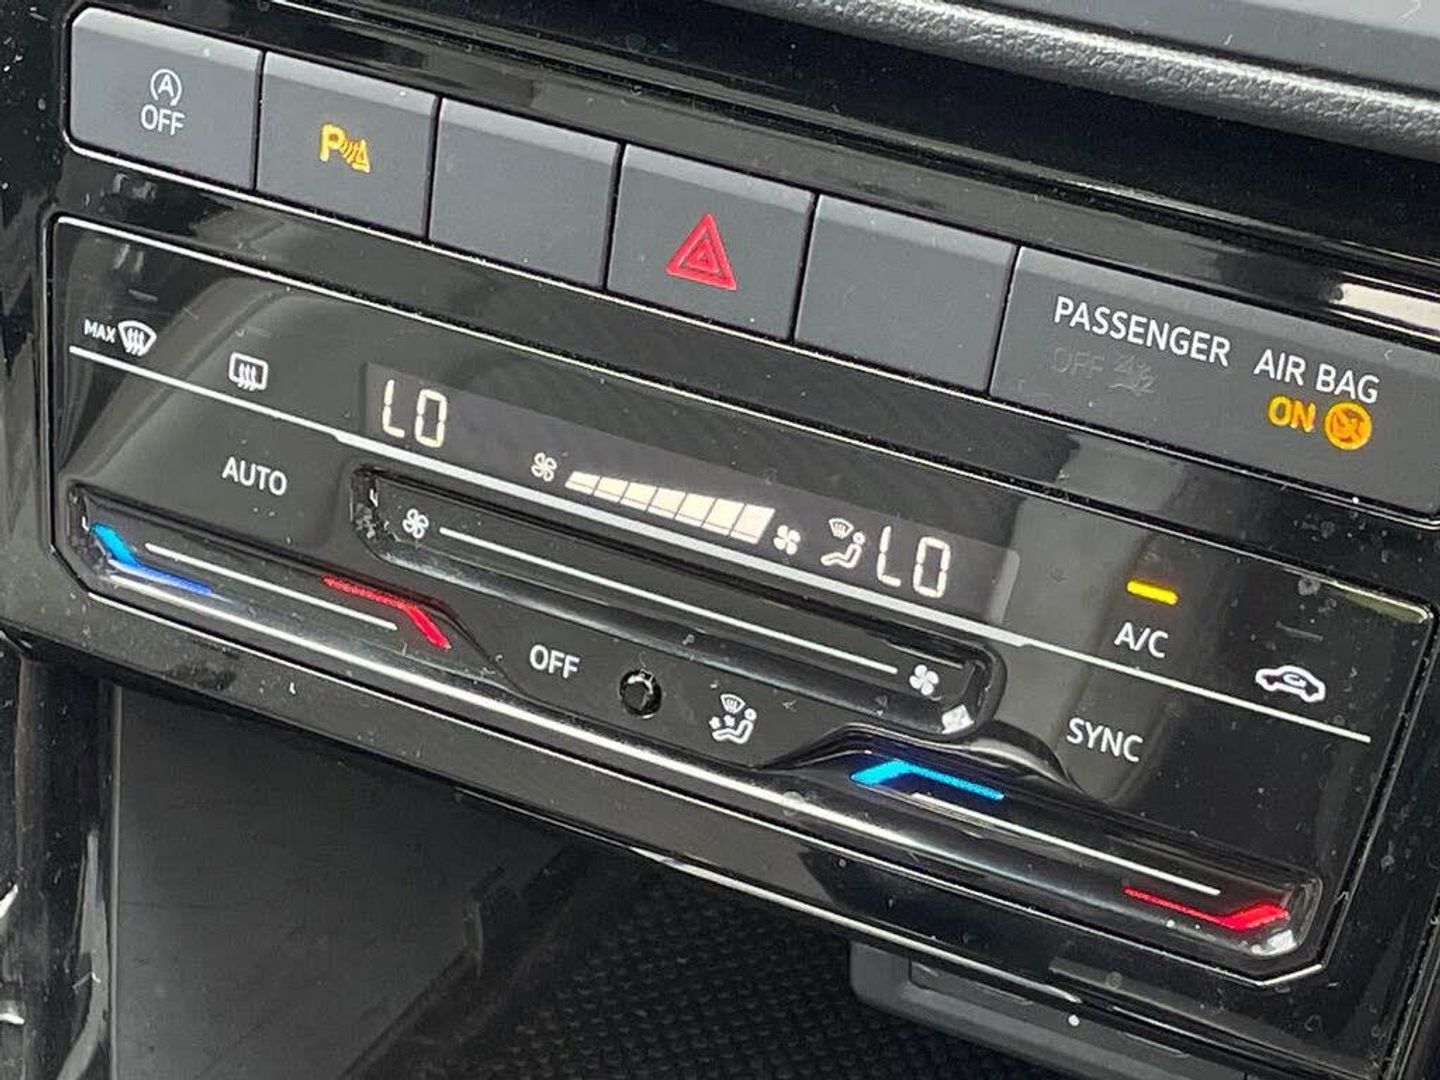 A
OFF
P
PASSENGER AIR BAG
OFF
ON
MAX
LO
LO
AUTO
A/C
OFF
SYNC